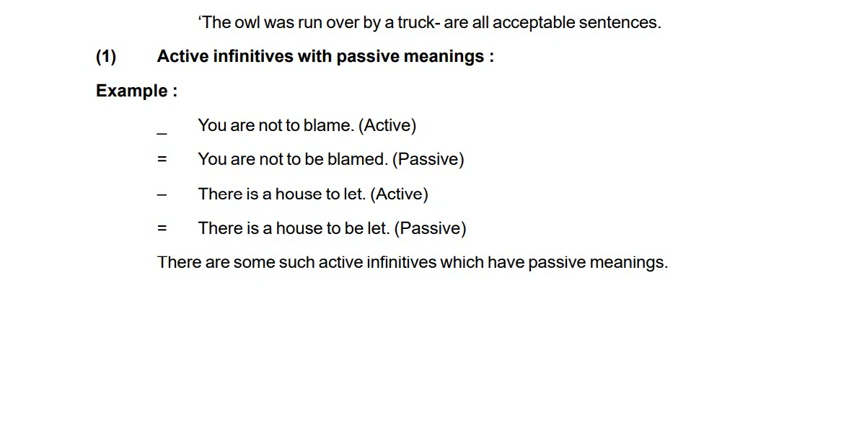 ‘The owl was run over by a truck- are all acceptable sentences.
(1) Active infinitives with passive meanings :
Example :
_ You are not to blame. (Active)
= You are not to be blamed. (Passive)
– There is a house to let. (Active)
= There is a house to be let. (Passive)
There are some such active infinitives which have passive meanings.